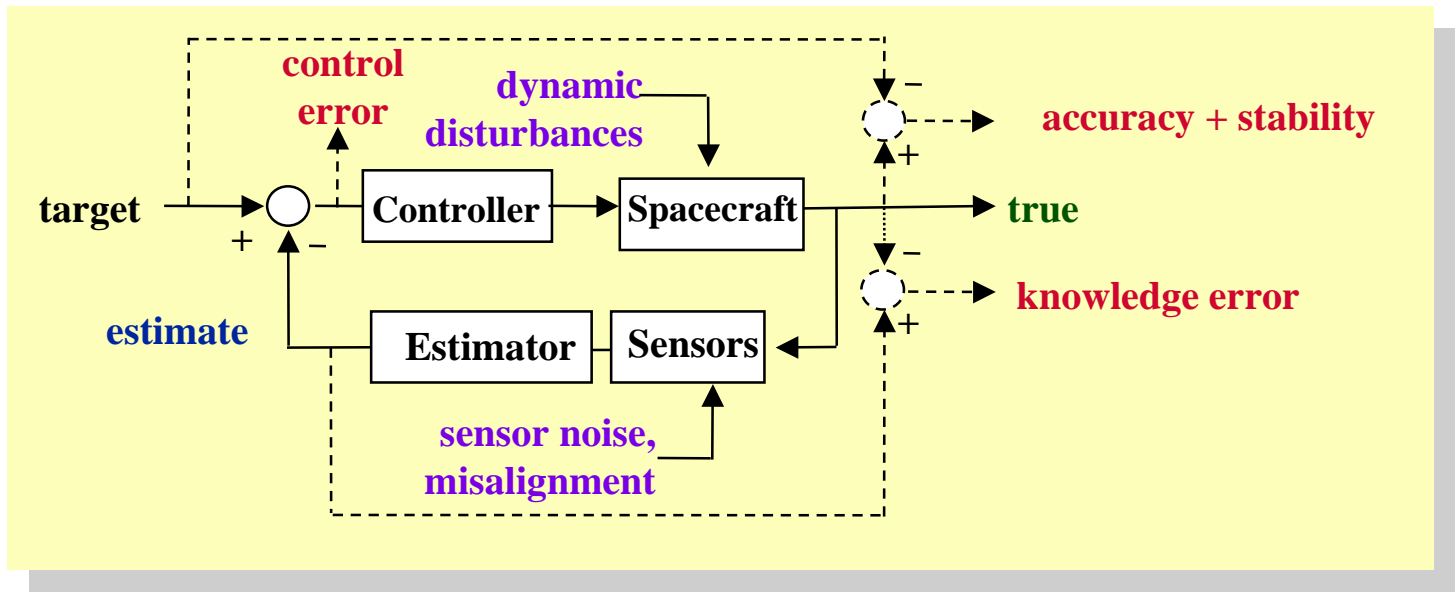 control
error
dynamic
disturbances
−
accuracy + stability
+
target
Controller
Spacecraft
true
+
−
−
knowledge error
+
estimate
Estimator
Sensors
sensor noise,
misalignment